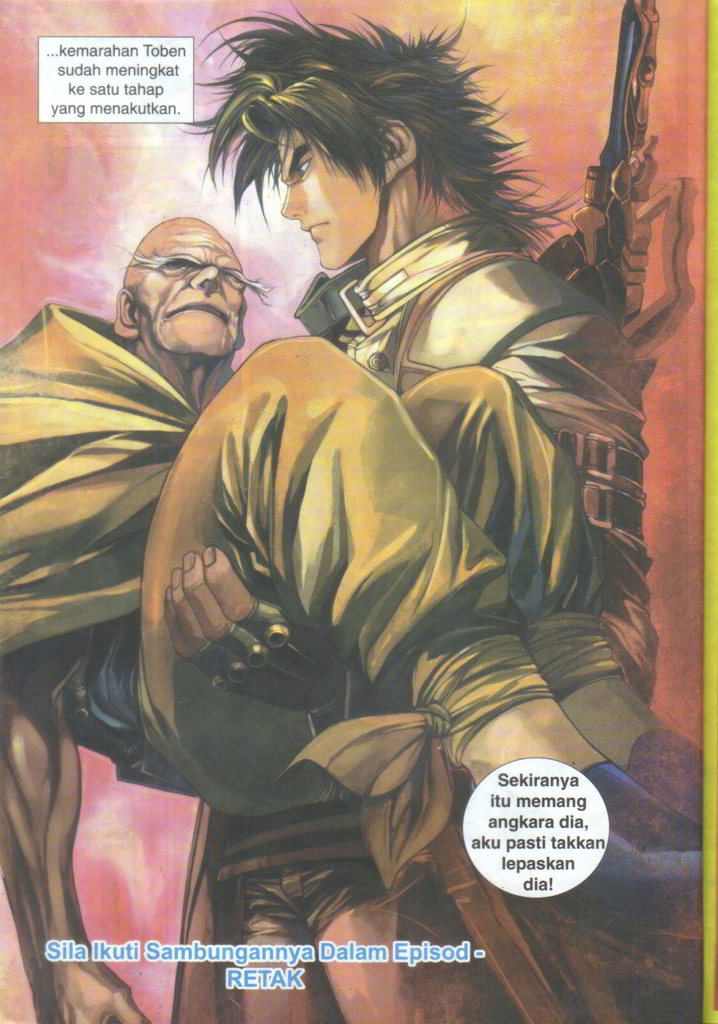 ...kemarahan Toben
sudah meningkat
ke satu tahap
yang menakutkan.
Sekiranya
itu memang
angkara dia,
aku pasti takkan
lepaskan
dia!
Sila Ikuti Sambungannya Dalam Episod -
RETAK